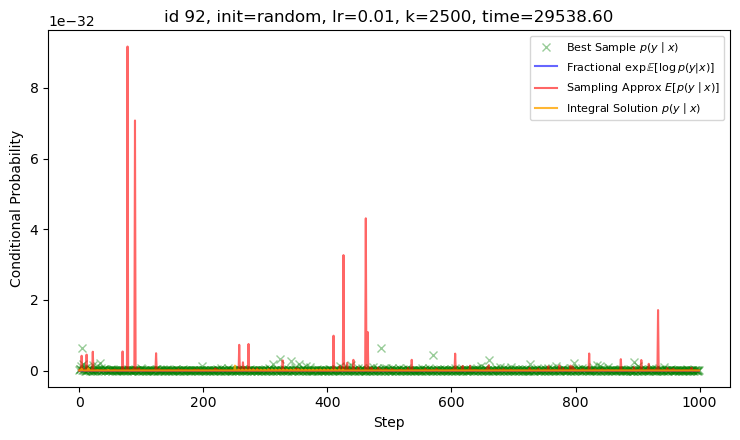 id 92, init=random, lr=0.01, k=2500, time=29538.60
1e−32
Best Sample p(y | x)
Fractional exp𝔼[log p(y|x)]
Sampling Approx E[p(y | x)]
Integral Solution p(y | x)
8
6
4
2
0
Conditional Probability
0 200 400 600 800 1000
Step